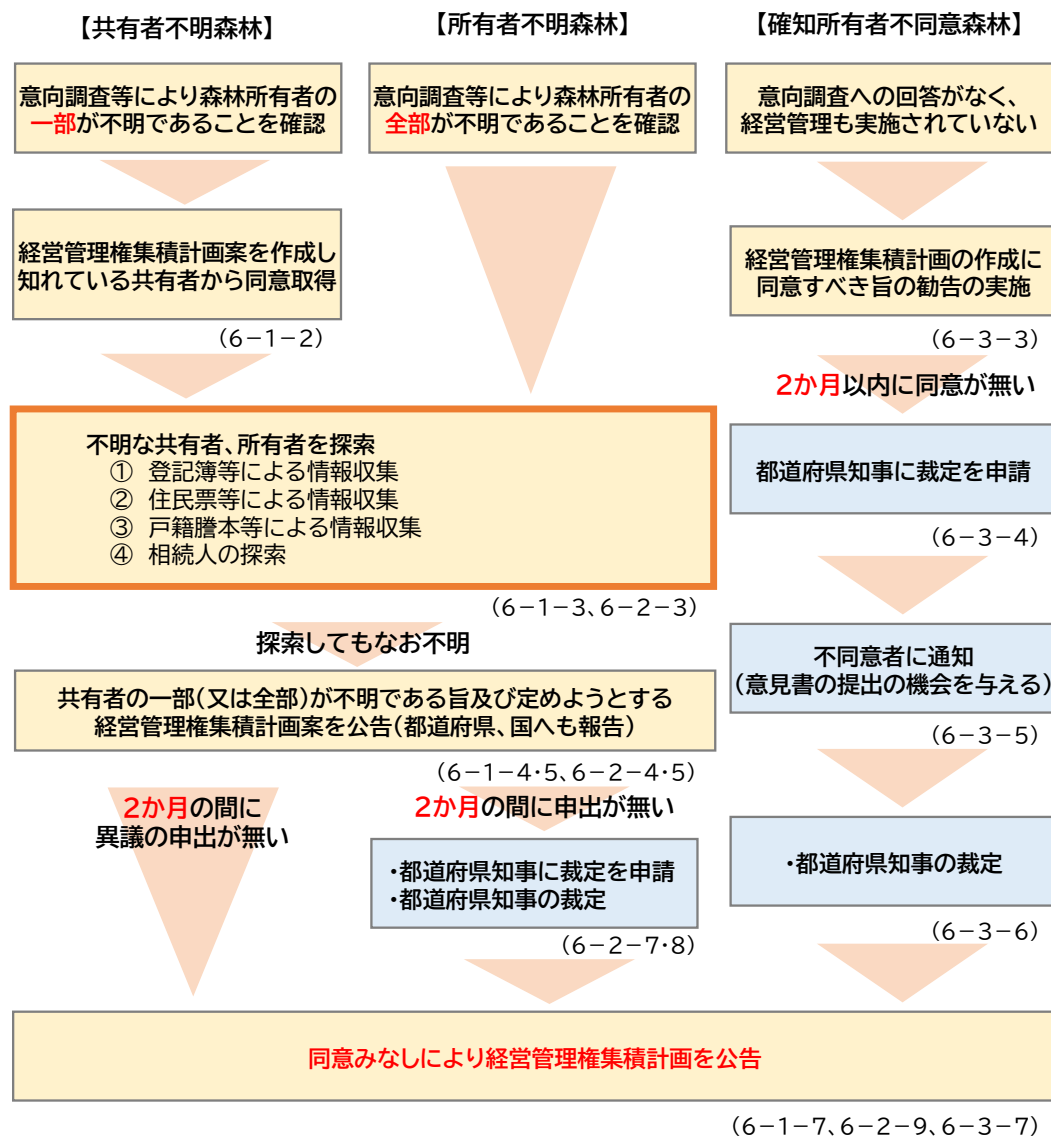 【共有者不明森林】
【所有者不明森林】
【確知所有者不同意森林】
意向調査等により森林所有者の
一部が不明であることを確認
意向調査等により森林所有者の
全部が不明であることを確認
意向調査への回答がなく、
経営管理も実施されていない
経営管理権集積計画案を作成し
知れている共有者から同意取得
(6-1-2)
経営管理権集積計画の作成に
同意すべき旨の勧告の実施
(6-3-3)
2か月以内に同意が無い
不明な共有者、所有者を探索
① 登記簿等による情報収集
② 住民票等による情報収集
③ 戸籍謄本等による情報収集
④ 相続人の探索
(6-1-3、6-2-3)
都道府県知事に裁定を申請
(6-3-4)
探索してもなお不明
不同意者に通知
(意見書の提出の機会を与える)
(6-3-5)
共有者の一部(又は全部)が不明である旨及び定めようとする
経営管理権集積計画案を公告(都道府県、国へも報告)
(6-1-4・5、6-2-4・5)
2か月の間に
異議の申出が無い
2か月の間に申出が無い
・都道府県知事に裁定を申請
・都道府県知事の裁定
(6-2-7・8)
・都道府県知事の裁定
(6-3-6)
同意みなしにより経営管理権集積計画を公告
(6-1-7、6-2-9、6-3-7)